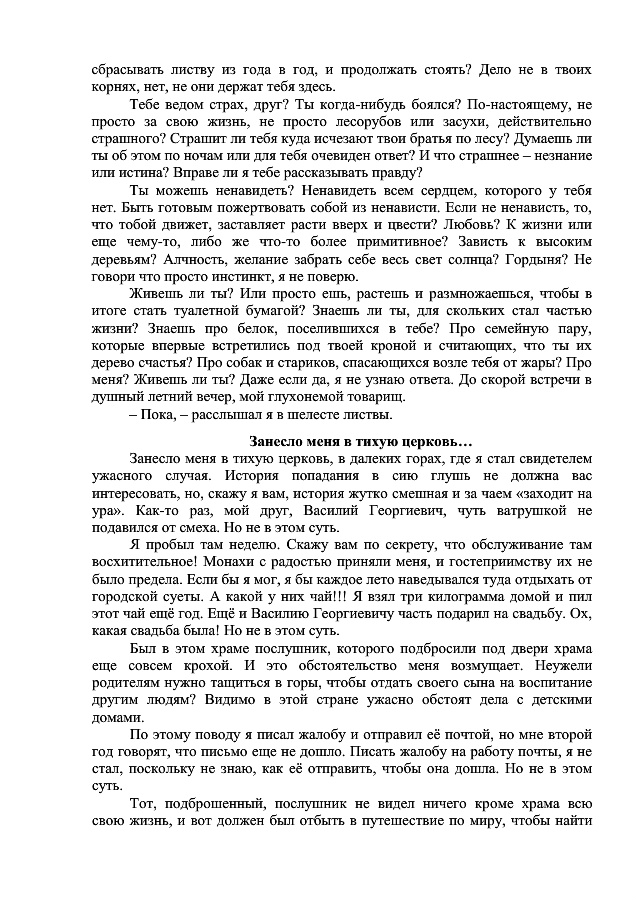 сбрасывать листву из года в год, и продолжать стоять? Дело не в твоих
корнях, нет, не они держат тебя здесь.
Тебе ведом страх, друг? Ты когда-нибудь боялся? По-настоящему, не
просто за свою жизнь, не просто лесорубов или засухи, действительно
страшного? Страшит ли тебя куда исчезают твои братья по лесу? Думаешь ли
ты об этом по ночам или для тебя очевиден ответ? И что страшнее – незнание
или истина? Вправе ли я тебе рассказывать правду?
Ты можешь ненавидеть? Ненавидеть всем сердцем, которого у тебя
нет. Быть готовым пожертвовать собой из ненависти. Если не ненависть, то,
что тобой движет, заставляет расти вверх и цвести? Любовь? К жизни или
еще чему-то, либо же что-то более примитивное? Зависть к высоким
деревьям? Алчность, желание забрать себе весь свет солнца? Гордыня? Не
говори что просто инстинкт, я не поверю.
Живешь ли ты? Или просто ешь, растешь и размножаешься, чтобы в
итоге стать туалетной бумагой? Знаешь ли ты, для скольких стал частью
жизни? Знаешь про белок, поселившихся в тебе? Про семейную пару,
которые впервые встретились под твоей кроной и считающих, что ты их
дерево счастья? Про собак и стариков, спасающихся возле тебя от жары? Про
меня? Живешь ли ты? Даже если да, я не узнаю ответа. До скорой встречи в
душный летний вечер, мой глухонемой товарищ.
– Пока, – расслышал я в шелесте листвы.
Занесло меня в тихую церковь…
Занесло меня в тихую церковь, в далеких горах, где я стал свидетелем
ужасного случая. История попадания в сию глушь не должна вас
интересовать, но, скажу я вам, история жутко смешная и за чаем «заходит на
ура». Как-то раз, мой друг, Василий Георгиевич, чуть ватрушкой не
подавился от смеха. Но не в этом суть.
Я пробыл там неделю. Скажу вам по секрету, что обслуживание там
восхитительное! Монахи с радостью приняли меня, и гостеприимству их не
было предела. Если бы я мог, я бы каждое лето наведывался туда отдыхать от
городской суеты. А какой у них чай!!! Я взял три килограмма домой и пил
этот чай ещё год. Ещё и Василию Георгиевичу часть подарил на свадьбу. Ох,
какая свадьба была! Но не в этом суть.
Был в этом храме послушник, которого подбросили под двери храма
еще совсем крохой. И это обстоятельство меня возмущает. Неужели
родителям нужно тащиться в горы, чтобы отдать своего сына на воспитание
другим людям? Видимо в этой стране ужасно обстоят дела с детскими
домами.
По этому поводу я писал жалобу и отправил её почтой, но мне второй
год говорят, что письмо еще не дошло. Писать жалобу на работу почты, я не
стал, поскольку не знаю, как её отправить, чтобы она дошла. Но не в этом
суть.
Тот, подброшенный, послушник не видел ничего кроме храма всю
свою жизнь, и вот должен был отбыть в путешествие по миру, чтобы найти